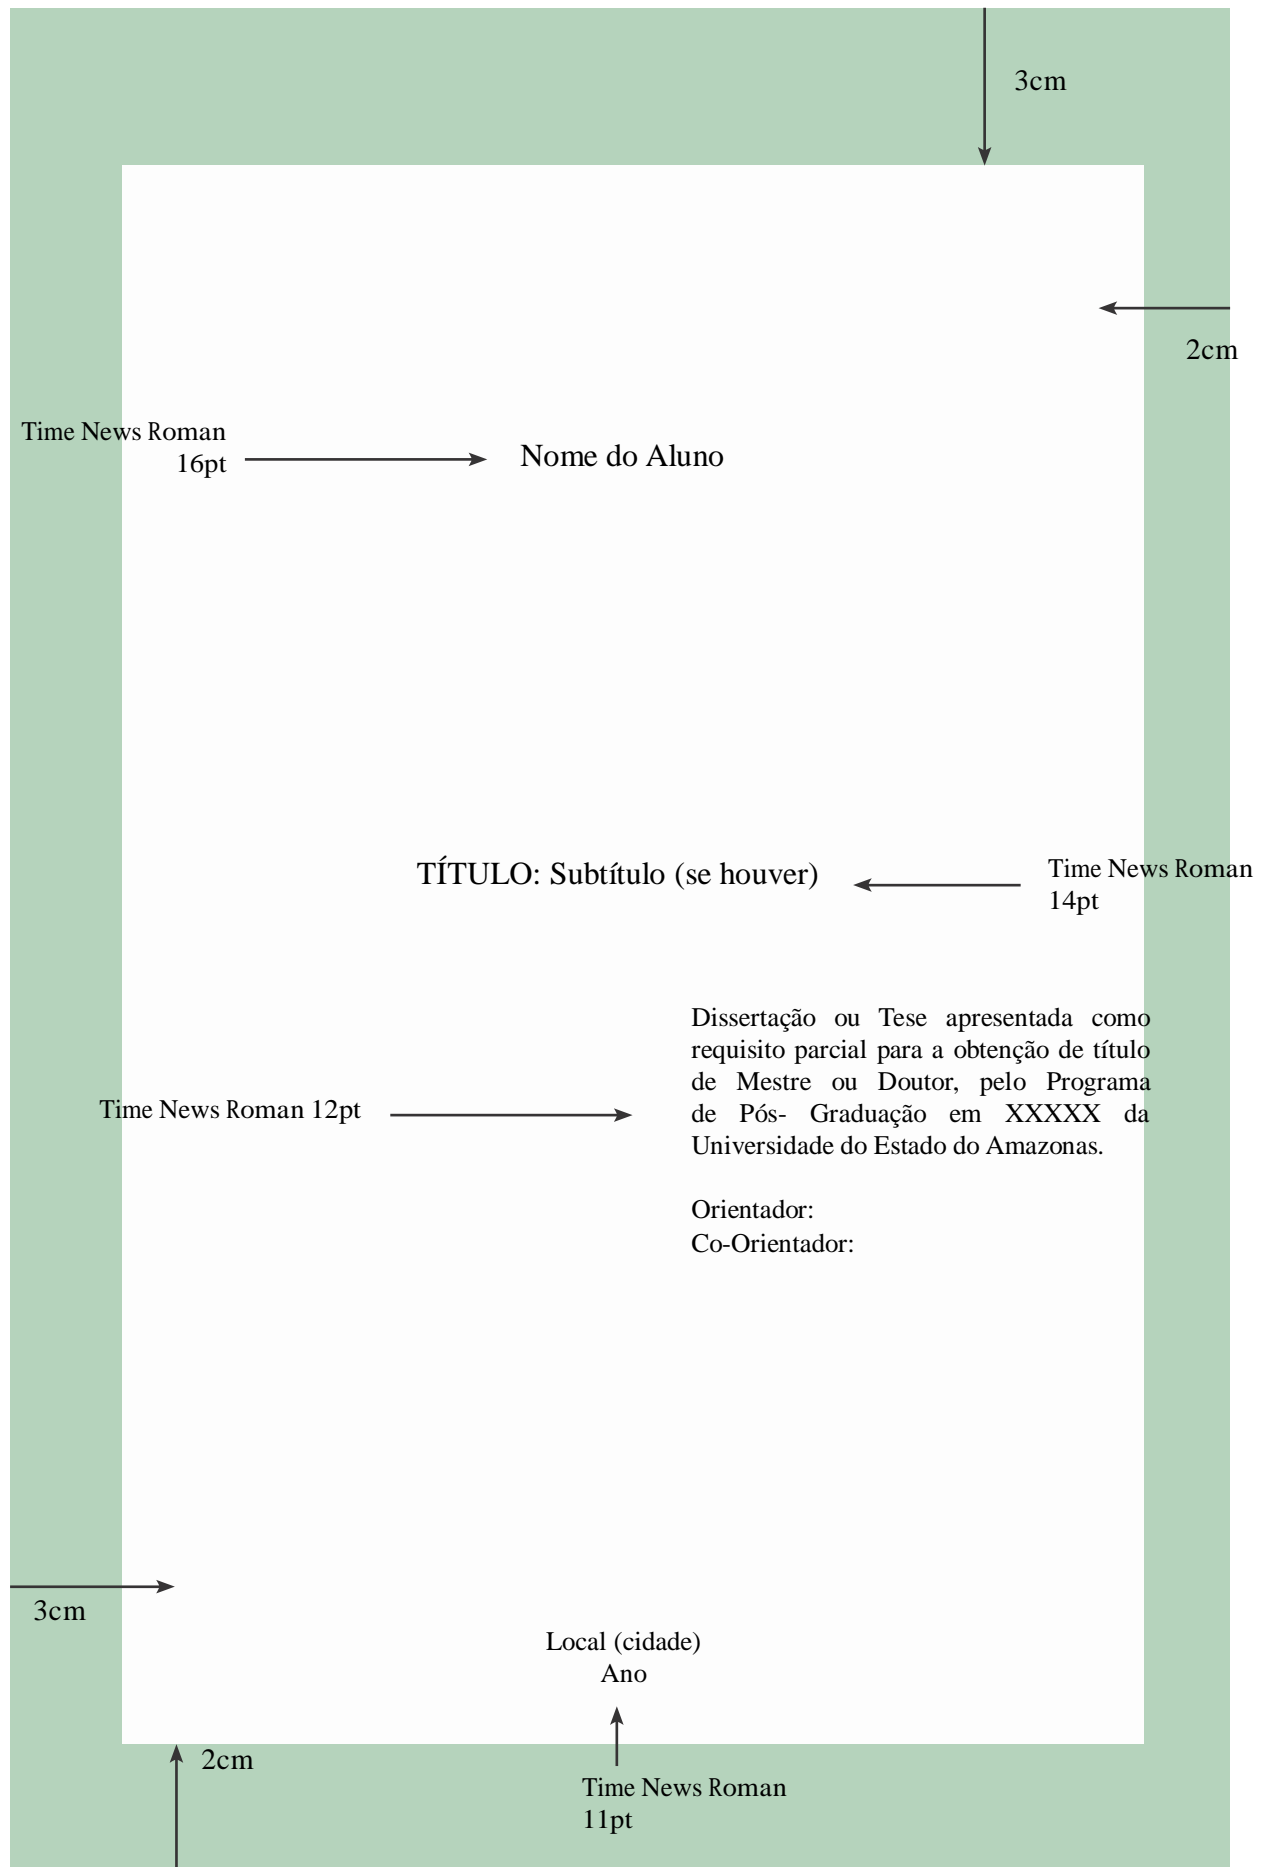 3cm
2cm
Time News Roman
16pt
Nome do Aluno
TÍTULO: Subtítulo (se houver)
Time News Roman
14pt
Dissertação ou Tese apresentada como
requisito parcial para a obtenção de título
de Mestre ou Doutor, pelo Programa
de Pós- Graduação em XXXXX da
Universidade do Estado do Amazonas.
Time News Roman 12pt
Orientador:
Co-Orientador:
3cm
Local (cidade)
Ano
2cm
Time News Roman
11pt